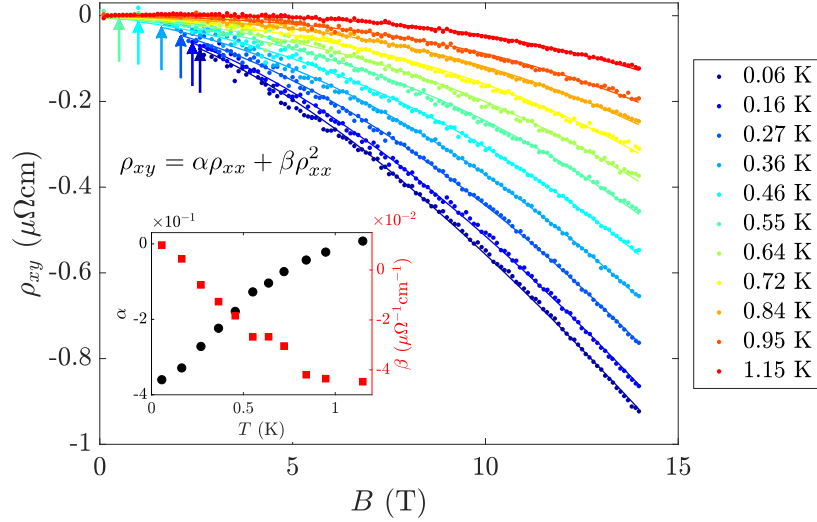 0
-0.2
-0.4
-0.6
-0.8
-1
ρxy (μΩcm)
0
5
10
15
B (T)
ρxy = αρxx + βρ²xx
×10⁻¹
×10⁻²
0
-2
-4
α
0
-2
-4
β (μΩ⁻¹cm⁻¹)
0
0.5
1
T (K)
0.06 K
0.16 K
0.27 K
0.36 K
0.46 K
0.55 K
0.64 K
0.72 K
0.84 K
0.95 K
1.15 K